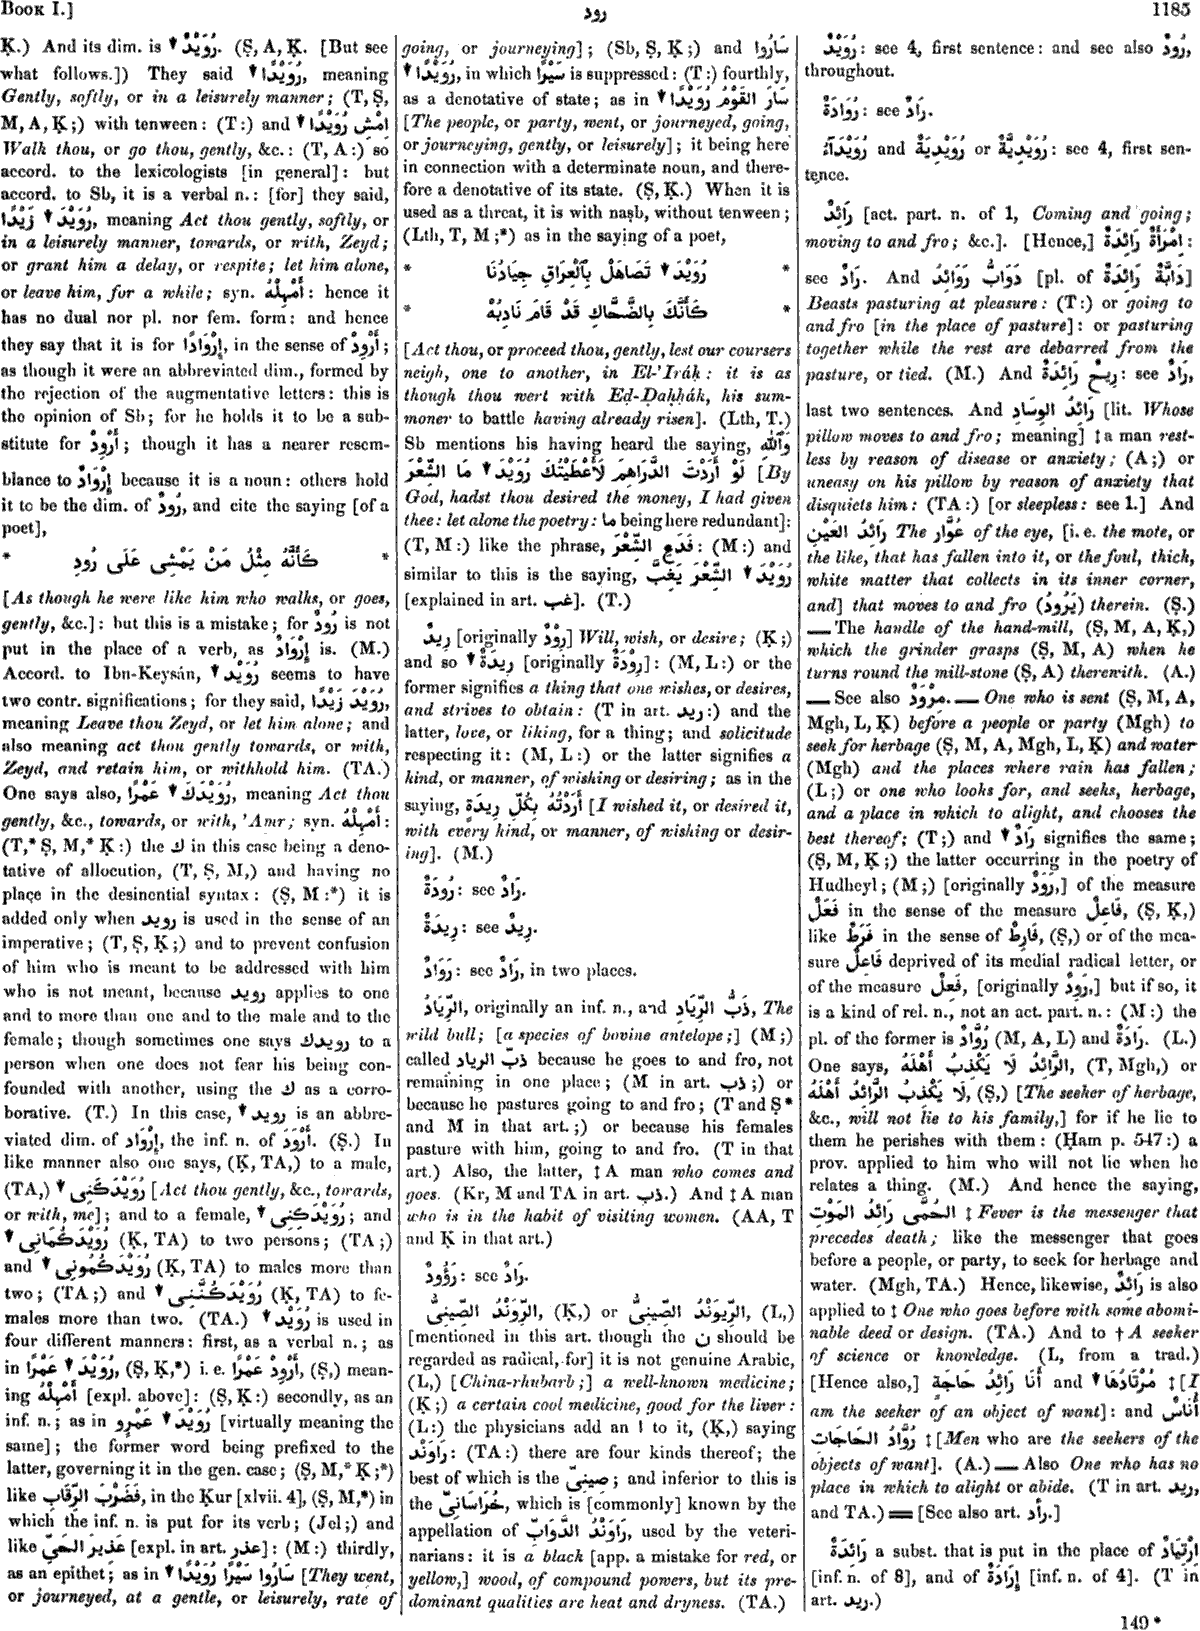 BOOK I.]
رود
1185
Ḳ.) And its dim. is ↓ رُوَيْدٌ. (Ṣ, A, Ḳ. [But see
what follows.]) They said ↓ رُوَيْدًا, meaning
Gently, softly, or in a leisurely manner; (T, Ṣ,
M, A, Ḳ;) with tenween: (T:) and ↓ اِمْشِ رُوَيْدًا
Walk thou, or go thou, gently, &c.: (T, A:) so
accord. to the lexicologists [in general]: but
accord. to Sb, it is a verbal n.: [for] they said,
رُوَيْدَ ↓ زَيْدًا, meaning Act thou gently, softly, or
in a leisurely manner, towards, or with, Zeyd;
or grant him a delay, or respite; let him alone,
or leave him, for a while; syn. أَمْهِلْهُ: hence it
has no dual nor pl. nor fem. form: and hence
they say that it is for إِرْوَادًا, in the sense of أَرْوِدْ;
as though it were an abbreviated dim., formed by
the rejection of the augmentative letters: this is
the opinion of Sb; for he holds it to be a sub-
stitute for أَرْوِدْ; though it has a nearer resem-
blance to إِرْوَادٌ because it is a noun: others hold
it to be the dim. of رُودٌ, and cite the saying [of a
poet],
* كَأَنَّهُ مِثْلُ مَنْ يَمْشِى عَلَى رُودِ *
[As though he were like him who walks, or goes,
gently, &c.]: but this is a mistake; for رُودٌ is not
put in the place of a verb, as إِرْوَادٌ is. (M.)
Accord. to Ibn-Keysán, ↓ رُوَيْدٌ seems to have
two contr. significations; for they said, رُوَيْدَ زَيْدًا,
meaning Leave thou Zeyd, or let him alone; and
also meaning act thou gently towards, or with,
Zeyd, and retain him, or withhold him. (TA.)
One says also, رُوَيْدَكَ ↓ عَمْرًا, meaning Act thou
gently, &c., towards, or with, 'Amr; syn. أَمْهِلْهُ:
(T,* Ṣ, M,* Ḳ:) the ك in this case being a deno-
tative of allocution, (T, Ṣ, M,) and having no
place in the desinential syntax: (Ṣ, M:*) it is
added only when رويد is used in the sense of an
imperative; (T, Ṣ, Ḳ;) and to prevent confusion
of him who is meant to be addressed with him
who is not meant, because رويد applies to one
and to more than one and to the male and to the
female; though sometimes one says رويدك to a
person when one does not fear his being con-
founded with another, using the ك as a corro-
borative. (T.) In this case, ↓ رويد is an abbre-
viated dim. of إِرْوَاد, the inf. n. of أَرْوَدَ. (Ṣ.) In
like manner also one says, (Ḳ, TA,) to a male,
(TA,) ↓ رُوَيْدَكَنِى [Act thou gently, &c., towards,
or with, me]; and to a female, ↓ رُوَيْدَكِنِى; and
↓ رُوَيْدَكُمَانِى (Ḳ, TA) to two persons; (TA;)
and ↓ رُوَيْدَكُمُونِى (Ḳ, TA) to males more than
two; (TA;) and ↓ رُوَيْدَكُنَّنِى (Ḳ, TA) to fe-
males more than two. (TA.) ↓ رُوَيْدٌ is used in
four different manners: first, as a verbal n.; as
in رُوَيْدَ ↓ عَمْرًا, (Ṣ, Ḳ,*) i. e. أَرْوِدْ عَمْرًا, (Ṣ,) mean-
ing أَمْهِلْهُ [expl. above]: (Ṣ, Ḳ:) secondly, as an
inf. n.; as in رُوَيْدَ ↓ عَمْرٍو [virtually meaning the
same]; the former word being prefixed to the
latter, governing it in the gen. case; (Ṣ, M,* Ḳ;*)
like فَضَرْبَ الرِّقَابِ, in the Ḳur [xlvii. 4], (Ṣ, M,*) in
which the inf. n. is put for its verb; (Jel;) and
like عَذِيرَ الحَىِّ [expl. in art. عذر]: (M:) thirdly,
as an epithet; as in سَارُوا سَيْرًا رُوَيْدًا ↓ [They went,
or journeyed, at a gentle, or leisurely, rate of
going, or journeying]; (Sb, Ṣ, Ḳ;) and سَارُوا
↓ رُوَيْدًا, in which سَيْرًا is suppressed: (T:) fourthly,
as a denotative of state; as in سَارَ القَوْمُ رُوَيْدًا ↓
[The people, or party, went, or journeyed, going,
or journeying, gently, or leisurely]; it being here
in connection with a determinate noun, and there-
fore a denotative of its state. (Ṣ, Ḳ.) When it is
used as a threat, it is with naṣb, without tenween;
(Lth, T, M;*) as in the saying of a poet,
* رُوَيْدَ ↓ تَصَاهَلْ بِٱلْعِرَاقِ جِيَادُنَا *
* كَأَنَّكَ بِالضَّحَّاكِ قَدْ قَامَ نَادِبُهْ *
[Act thou, or proceed thou, gently, lest our coursers
neigh, one to another, in El-'Iráḳ: it is as
though thou wert with Eḍ-Ḍaḥḥák, his sum-
moner to battle having already risen]. (Lth, T.)
Sb mentions his having heard the saying, وَٱللّٰهِ
لَوْ أَرَدْتَ الدَّرَاهِمَ لَأَعْطَيْتُكَ رُوَيْدَ ↓ مَا الشِّعْرَ [By
God, hadst thou desired the money, I had given
thee: let alone the poetry: ما being here redundant]:
(T, M:) like the phrase, فَدَعِ الشِّعْرَ: (M:) and
similar to this is the saying, رُوَيْدَ ↓ الشِّعْرَ يَغِبَّ
[explained in art. غب]. (T.)
رِيدٌ [originally رِوْدٌ] Will, wish, or desire; (Ḳ;)
and so ↓ رِيدَةٌ [originally رِوْدَةٌ]: (M, L:) or the
former signifies a thing that one wishes, or desires,
and strives to obtain: (T in art. ريد:) and the
latter, love, or liking, for a thing; and solicitude
respecting it: (M, L:) or the latter signifies a
kind, or manner, of wishing or desiring; as in the
saying, أَرَدْتُهُ بِكُلِّ رِيدَةٍ [I wished it, or desired it,
with every kind, or manner, of wishing or desir-
ing]. (M.)
رُودَةٌ: see رَادٌ.
رِيدَةٌ: see رِيدٌ.
رَوَادٌ: see رَادٌ, in two places.
الرِّيَادُ, originally an inf. n., and ذَبُّ الرِّيَادِ, The
wild bull; [a species of bovine antelope;] (M;)
called ذبّ الرياد because he goes to and fro, not
remaining in one place; (M in art. ذب;) or
because he pastures going to and fro; (T and Ṣ*
and M in that art.;) or because his females
pasture with him, going to and fro. (T in that
art.) Also, the latter, ‡ A man who comes and
goes. (Kr, M and TA in art. ذب.) And ‡ A man
who is in the habit of visiting women. (AA, T
and Ḳ in that art.)
رَؤُودٌ: see رَادٌ.
الرِّوَنْدُ الصِّينِىُّ, (Ḳ,) or الرِّيوَنْدُ الصِّينِىُّ, (L,)
[mentioned in this art. though the ن should be
regarded as radical, for] it is not genuine Arabic,
(L,) [China-rhubarb;] a well-known medicine;
(Ḳ;) a certain cool medicine, good for the liver:
(L:) the physicians add an ا to it, (Ḳ,) saying
رَاوَنْدٌ: (TA:) there are four kinds thereof; the
best of which is the صِينِىّ; and inferior to this is
the خُرَاسَانِىّ, which is [commonly] known by the
appellation of رَاوَنْدُ الدَّوَابِّ, used by the veteri-
narians: it is a black [app. a mistake for red, or
yellow,] wood, of compound powers, but its pre-
dominant qualities are heat and dryness. (TA.)
رُوَيْدٌ: see 4, first sentence: and see also رُودٌ,
throughout.
رُوَادَةٌ: see رَادٌ.
رُوَيْدَآءُ and رُوَيْدِيَةٌ or رُوَيْدِيَّةٌ: see 4, first sen-
tence.
رَائِدٌ [act. part. n. of 1, Coming and going;
moving to and fro; &c.]. [Hence,] اِمْرَأَةٌ رَائِدَةٌ:
see رَادٌ. And دَوَابُّ رَوَائِدُ [pl. of دَابَّةٌ رَائِدَةٌ]
Beasts pasturing at pleasure: (T:) or going to
and fro [in the place of pasture]: or pasturing
together while the rest are debarred from the
pasture, or tied. (M.) And رِيحٌ رَائِدَةٌ: see رَادٌ,
last two sentences. And رَائِدُ الوِسَادِ [lit. Whose
pillow moves to and fro; meaning] ‡ a man rest-
less by reason of disease or anxiety; (A;) or
uneasy on his pillow by reason of anxiety that
disquiets him: (TA:) [or sleepless: see 1.] And
رَائِدُ العَيْنِ The عُوَّار of the eye, [i. e. the mote, or
the like, that has fallen into it, or the foul, thick,
white matter that collects in its inner corner,
and] that moves to and fro (يَرُودُ) therein. (Ṣ.)
— The handle of the hand-mill, (Ṣ, M, A, Ḳ,)
which the grinder grasps (Ṣ, M, A) when he
turns round the mill-stone (Ṣ, A) therewith. (A.)
— See also مِرْوَدٌ. — One who is sent (Ṣ, M, A,
Mgh, L, Ḳ) before a people or party (Mgh) to
seek for herbage (Ṣ, M, A, Mgh, L, Ḳ) and water
(Mgh) and the places where rain has fallen;
(L;) or one who looks for, and seeks, herbage,
and a place in which to alight, and chooses the
best thereof; (T;) and ↓ رَادٌ signifies the same;
(Ṣ, M, Ḳ;) the latter occurring in the poetry of
Hudheyl; (M;) [originally رَوَدٌ,] of the measure
فَعَلٌ in the sense of the measure فَاعِلٌ, (Ṣ, Ḳ,)
like فَرَطٌ in the sense of فَارِطٌ, (Ṣ,) or of the mea-
sure فَاعِلٌ deprived of its medial radical letter, or
of the measure فَعِلٌ, [originally رَوِدٌ,] but if so, it
is a kind of rel. n., not an act. part. n.: (M:) the
pl. of the former is رُوَّادٌ (M, A, L) and رَادَةٌ. (L.)
One says, الرَّائِدُ لَا يَكْذِبُ أَهْلَهُ, (T, Mgh,) or
لَا يَكْذِبُ الرَّائِدُ أَهْلَهُ, (Ṣ,) [The seeker of herbage,
&c., will not lie to his family,] for if he lie to
them he perishes with them: (Ḥam p. 547:) a
prov. applied to him who will not lie when he
relates a thing. (M.) And hence the saying,
الحُمَّى رَائِدُ المَوْتِ ‡ Fever is the messenger that
precedes death; like the messenger that goes
before a people, or party, to seek for herbage and
water. (Mgh, TA.) Hence, likewise, رَائِدٌ is also
applied to ‡ One who goes before with some abomi-
nable deed or design. (TA.) And to † A seeker
of science or knowledge. (L, from a trad.)
[Hence also,] أَنَا رَائِدُ حَاجَةٍ and مُرْتَادُهَا ↓ ‡ [I
am the seeker of an object of want]: and أُنَاسٌ
رُوَّادُ الحَاجَاتِ ‡ [Men who are the seekers of the
objects of want]. (A.) — Also One who has no
place in which to alight or abide. (T in art. ريد,
and TA.) = [See also art. رأد.]
رَائِدَةٌ a subst. that is put in the place of اِرْتِيَادٌ
[inf. n. of 8], and of إِرَادَةٌ [inf. n. of 4]. (T in
art. ريد.)
149 *